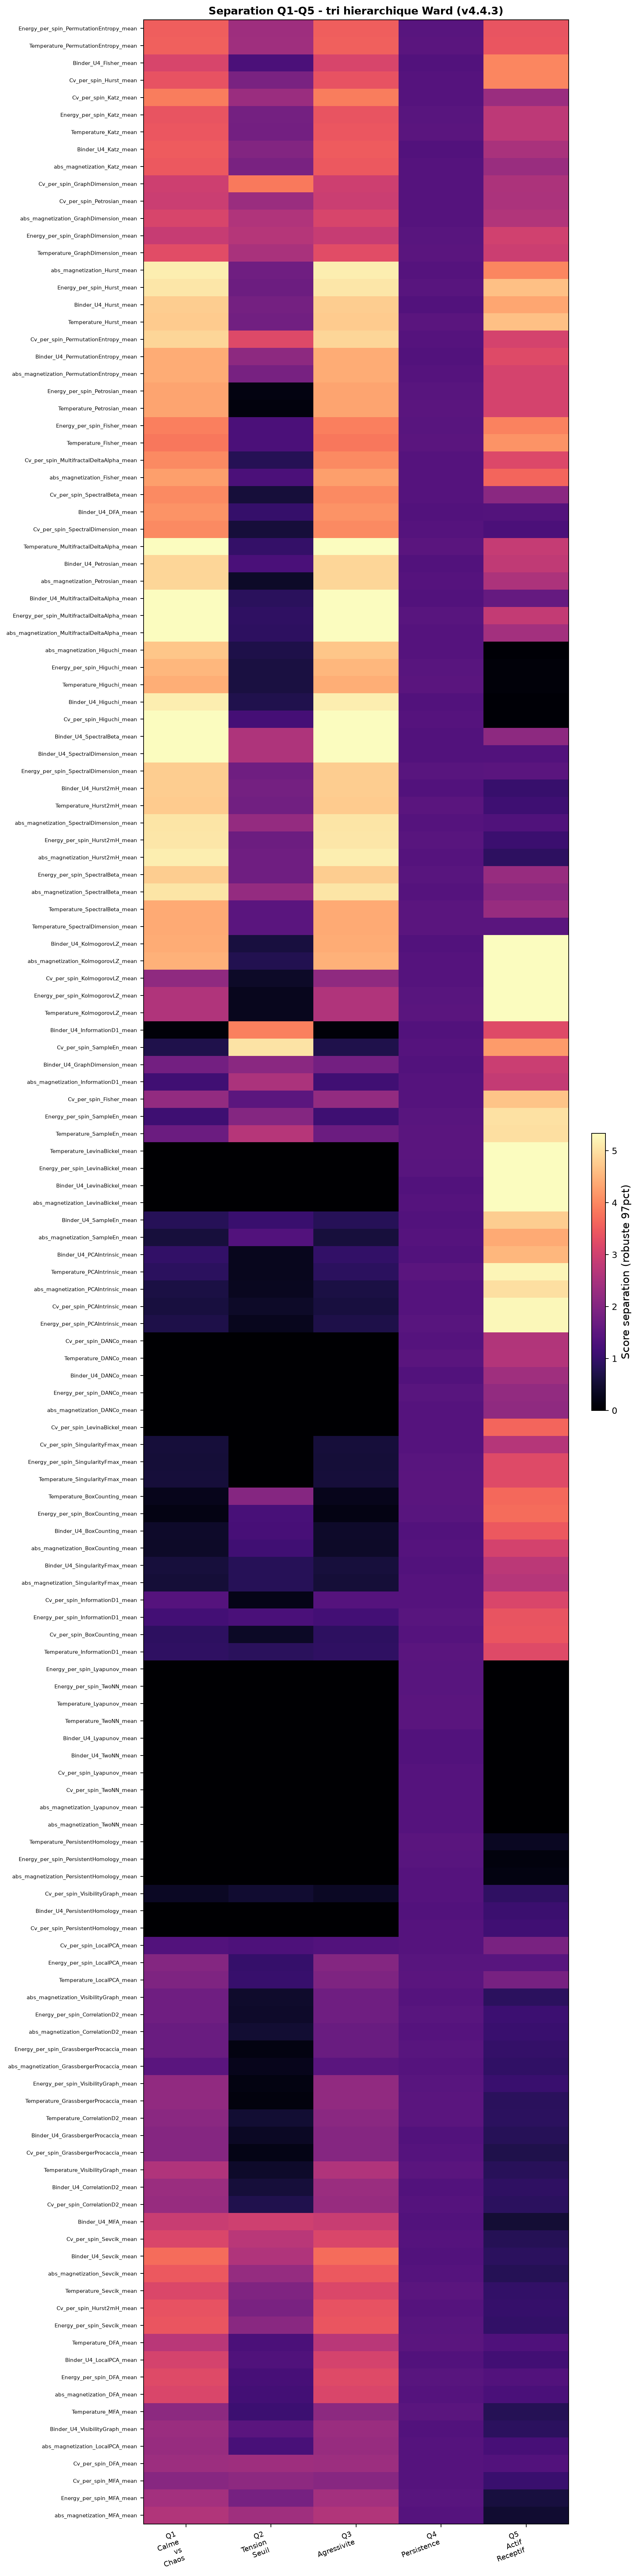 Separation Q1-Q5 - tri hierarchique Ward (v4.4.3)
Energy_per_spin_PermutationEntropy_mean
Temperature_PermutationEntropy_mean
Binder_U4_Fisher_mean
Cv_per_spin_Hurst_mean
Cv_per_spin_Katz_mean
Energy_per_spin_Katz_mean
Temperature_Katz_mean
Binder_U4_Katz_mean
abs_magnetization_Katz_mean
Cv_per_spin_GraphDimension_mean
Cv_per_spin_Petrosian_mean
abs_magnetization_GraphDimension_mean
Energy_per_spin_GraphDimension_mean
Temperature_GraphDimension_mean
abs_magnetization_Hurst_mean
Energy_per_spin_Hurst_mean
Binder_U4_Hurst_mean
Temperature_Hurst_mean
Cv_per_spin_PermutationEntropy_mean
Binder_U4_PermutationEntropy_mean
abs_magnetization_PermutationEntropy_mean
Energy_per_spin_Petrosian_mean
Temperature_Petrosian_mean
Energy_per_spin_Fisher_mean
Temperature_Fisher_mean
Cv_per_spin_MultifractalDeltaAlpha_mean
abs_magnetization_Fisher_mean
Cv_per_spin_SpectralBeta_mean
Binder_U4_DFA_mean
Cv_per_spin_SpectralDimension_mean
Temperature_MultifractalDeltaAlpha_mean
Binder_U4_Petrosian_mean
abs_magnetization_Petrosian_mean
Binder_U4_MultifractalDeltaAlpha_mean
Energy_per_spin_MultifractalDeltaAlpha_mean
abs_magnetization_MultifractalDeltaAlpha_mean
abs_magnetization_Higuchi_mean
Energy_per_spin_Higuchi_mean
Temperature_Higuchi_mean
Binder_U4_Higuchi_mean
Cv_per_spin_Higuchi_mean
Binder_U4_SpectralBeta_mean
Binder_U4_SpectralDimension_mean
Energy_per_spin_SpectralDimension_mean
Binder_U4_Hurst2mH_mean
Temperature_Hurst2mH_mean
abs_magnetization_SpectralDimension_mean
Energy_per_spin_Hurst2mH_mean
abs_magnetization_Hurst2mH_mean
Energy_per_spin_SpectralBeta_mean
abs_magnetization_SpectralBeta_mean
Temperature_SpectralBeta_mean
Temperature_SpectralDimension_mean
Binder_U4_KolmogorovLZ_mean
abs_magnetization_KolmogorovLZ_mean
Cv_per_spin_KolmogorovLZ_mean
Energy_per_spin_KolmogorovLZ_mean
Temperature_KolmogorovLZ_mean
Binder_U4_InformationD1_mean
Cv_per_spin_SampleEn_mean
Binder_U4_GraphDimension_mean
abs_magnetization_InformationD1_mean
Cv_per_spin_Fisher_mean
Energy_per_spin_SampleEn_mean
Temperature_SampleEn_mean
Temperature_LevinaBickel_mean
Energy_per_spin_LevinaBickel_mean
Binder_U4_LevinaBickel_mean
abs_magnetization_LevinaBickel_mean
Binder_U4_SampleEn_mean
abs_magnetization_SampleEn_mean
Binder_U4_PCAIntrinsic_mean
Temperature_PCAIntrinsic_mean
abs_magnetization_PCAIntrinsic_mean
Cv_per_spin_PCAIntrinsic_mean
Energy_per_spin_PCAIntrinsic_mean
Cv_per_spin_DANCo_mean
Temperature_DANCo_mean
Binder_U4_DANCo_mean
Energy_per_spin_DANCo_mean
abs_magnetization_DANCo_mean
Cv_per_spin_LevinaBickel_mean
Cv_per_spin_SingularityFmax_mean
Energy_per_spin_SingularityFmax_mean
Temperature_SingularityFmax_mean
Temperature_BoxCounting_mean
Energy_per_spin_BoxCounting_mean
Binder_U4_BoxCounting_mean
abs_magnetization_BoxCounting_mean
Binder_U4_SingularityFmax_mean
abs_magnetization_SingularityFmax_mean
Cv_per_spin_InformationD1_mean
Energy_per_spin_InformationD1_mean
Cv_per_spin_BoxCounting_mean
Temperature_InformationD1_mean
Energy_per_spin_Lyapunov_mean
Energy_per_spin_TwoNN_mean
Temperature_Lyapunov_mean
Temperature_TwoNN_mean
Binder_U4_Lyapunov_mean
Binder_U4_TwoNN_mean
Cv_per_spin_Lyapunov_mean
Cv_per_spin_TwoNN_mean
abs_magnetization_Lyapunov_mean
abs_magnetization_TwoNN_mean
Temperature_PersistentHomology_mean
Energy_per_spin_PersistentHomology_mean
abs_magnetization_PersistentHomology_mean
Cv_per_spin_VisibilityGraph_mean
Binder_U4_PersistentHomology_mean
Cv_per_spin_PersistentHomology_mean
Cv_per_spin_LocalPCA_mean
Energy_per_spin_LocalPCA_mean
Temperature_LocalPCA_mean
abs_magnetization_VisibilityGraph_mean
Energy_per_spin_CorrelationD2_mean
abs_magnetization_CorrelationD2_mean
Energy_per_spin_GrassbergerProcaccia_mean
abs_magnetization_GrassbergerProcaccia_mean
Energy_per_spin_VisibilityGraph_mean
Temperature_GrassbergerProcaccia_mean
Temperature_CorrelationD2_mean
Binder_U4_GrassbergerProcaccia_mean
Cv_per_spin_GrassbergerProcaccia_mean
Temperature_VisibilityGraph_mean
Binder_U4_CorrelationD2_mean
Cv_per_spin_CorrelationD2_mean
Binder_U4_MFA_mean
Cv_per_spin_Sevcik_mean
Binder_U4_Sevcik_mean
abs_magnetization_Sevcik_mean
Temperature_Sevcik_mean
Cv_per_spin_Hurst2mH_mean
Energy_per_spin_Sevcik_mean
Temperature_DFA_mean
Binder_U4_LocalPCA_mean
Energy_per_spin_DFA_mean
abs_magnetization_DFA_mean
Temperature_MFA_mean
Binder_U4_VisibilityGraph_mean
abs_magnetization_LocalPCA_mean
Cv_per_spin_DFA_mean
Cv_per_spin_MFA_mean
Energy_per_spin_MFA_mean
abs_magnetization_MFA_mean
Q1
Calme
vs
Chaos
Q2
Tension
Seuil
Q3
Agressivite
Q4
Persistence
Q5
Actif
Receptif
5
4
3
2
1
0
Score separation (robuste 97pct)